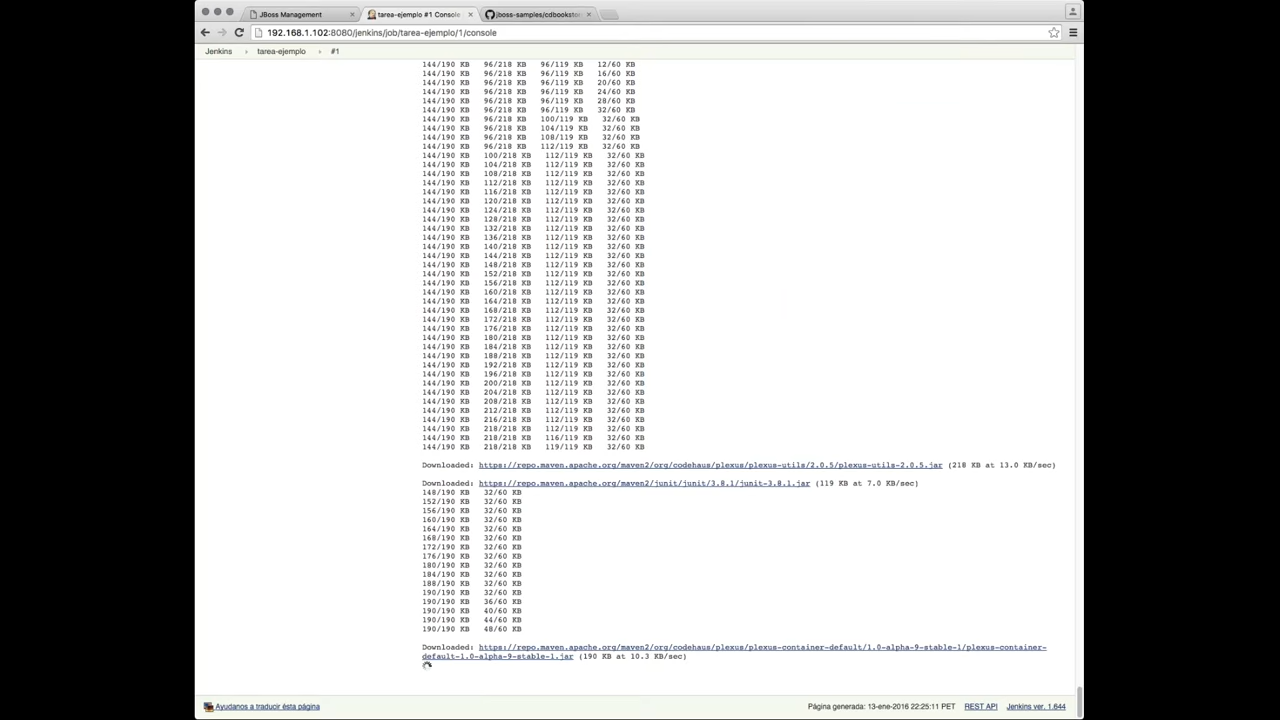 JBoss Management
tarea-ejemplo #1 Console
jboss-samples/cdbookstor
192.168.1.102:8080/jenkins/job/tarea-ejemplo/1/console
Jenkins
tarea-ejemplo
#1
144/190 KB 96/218 KB 96/119 KB 12/60 KB
144/190 KB 96/218 KB 96/119 KB 16/60 KB
144/190 KB 96/218 KB 96/119 KB 20/60 KB
144/190 KB 96/218 KB 96/119 KB 24/60 KB
144/190 KB 96/218 KB 96/119 KB 28/60 KB
144/190 KB 96/218 KB 96/119 KB 32/60 KB
144/190 KB 96/218 KB 100/119 KB 32/60 KB
144/190 KB 96/218 KB 104/119 KB 32/60 KB
144/190 KB 96/218 KB 108/119 KB 32/60 KB
144/190 KB 96/218 KB 112/119 KB 32/60 KB
144/190 KB 100/218 KB 112/119 KB 32/60 KB
144/190 KB 104/218 KB 112/119 KB 32/60 KB
144/190 KB 108/218 KB 112/119 KB 32/60 KB
144/190 KB 112/218 KB 112/119 KB 32/60 KB
144/190 KB 116/218 KB 112/119 KB 32/60 KB
144/190 KB 120/218 KB 112/119 KB 32/60 KB
144/190 KB 124/218 KB 112/119 KB 32/60 KB
144/190 KB 128/218 KB 112/119 KB 32/60 KB
144/190 KB 132/218 KB 112/119 KB 32/60 KB
144/190 KB 136/218 KB 112/119 KB 32/60 KB
144/190 KB 140/218 KB 112/119 KB 32/60 KB
144/190 KB 144/218 KB 112/119 KB 32/60 KB
144/190 KB 148/218 KB 112/119 KB 32/60 KB
144/190 KB 152/218 KB 112/119 KB 32/60 KB
144/190 KB 156/218 KB 112/119 KB 32/60 KB
144/190 KB 160/218 KB 112/119 KB 32/60 KB
144/190 KB 164/218 KB 112/119 KB 32/60 KB
144/190 KB 168/218 KB 112/119 KB 32/60 KB
144/190 KB 172/218 KB 112/119 KB 32/60 KB
144/190 KB 176/218 KB 112/119 KB 32/60 KB
144/190 KB 180/218 KB 112/119 KB 32/60 KB
144/190 KB 184/218 KB 112/119 KB 32/60 KB
144/190 KB 188/218 KB 112/119 KB 32/60 KB
144/190 KB 192/218 KB 112/119 KB 32/60 KB
144/190 KB 196/218 KB 112/119 KB 32/60 KB
144/190 KB 200/218 KB 112/119 KB 32/60 KB
144/190 KB 204/218 KB 112/119 KB 32/60 KB
144/190 KB 208/218 KB 112/119 KB 32/60 KB
144/190 KB 212/218 KB 112/119 KB 32/60 KB
144/190 KB 216/218 KB 112/119 KB 32/60 KB
144/190 KB 218/218 KB 112/119 KB 32/60 KB
144/190 KB 218/218 KB 116/119 KB 32/60 KB
144/190 KB 218/218 KB 119/119 KB 32/60 KB
Downloaded: https://repo.maven.apache.org/maven2/org/codehaus/plexus/plexus-utils/2.0.5/plexus-utils-2.0.5.jar (218 KB at 13.0 KB/sec)
Downloaded: https://repo.maven.apache.org/maven2/junit/junit/3.8.1/junit-3.8.1.jar (119 KB at 7.0 KB/sec)
148/190 KB 32/60 KB
152/190 KB 32/60 KB
156/190 KB 32/60 KB
160/190 KB 32/60 KB
164/190 KB 32/60 KB
168/190 KB 32/60 KB
172/190 KB 32/60 KB
176/190 KB 32/60 KB
180/190 KB 32/60 KB
184/190 KB 32/60 KB
188/190 KB 32/60 KB
190/190 KB 32/60 KB
190/190 KB 36/60 KB
190/190 KB 40/60 KB
190/190 KB 44/60 KB
190/190 KB 48/60 KB
Downloaded: https://repo.maven.apache.org/maven2/org/codehaus/plexus/plexus-container-default/1.0-alpha-9-stable-1/plexus-container-
default-1.0-alpha-9-stable-1.jar (190 KB at 10.3 KB/sec)
Ayudanos a traducir ésta página
Página generada: 13-ene-2016 22:25:11 PET
REST API
Jenkins ver. 1.644